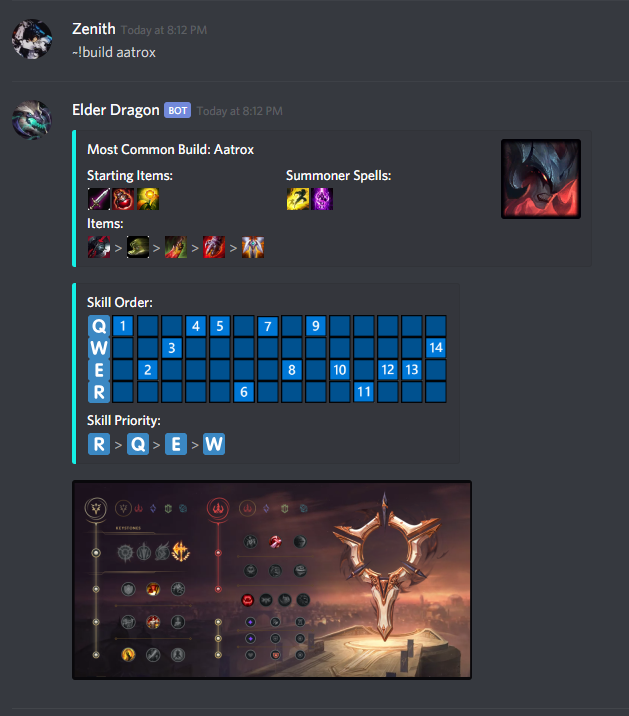 Zenith Today at 8:12 PM
~!build aatrox
Elder Dragon BOT Today at 8:12 PM
Most Common Build: Aatrox
Starting Items: Summoner Spells:
Items:
> > > >
Skill Order:
Q 1 4 5 7 9
W 3 14
E 2 8 10 12 13
R 6 11
Skill Priority:
R > Q > E > W
KEYSTONES